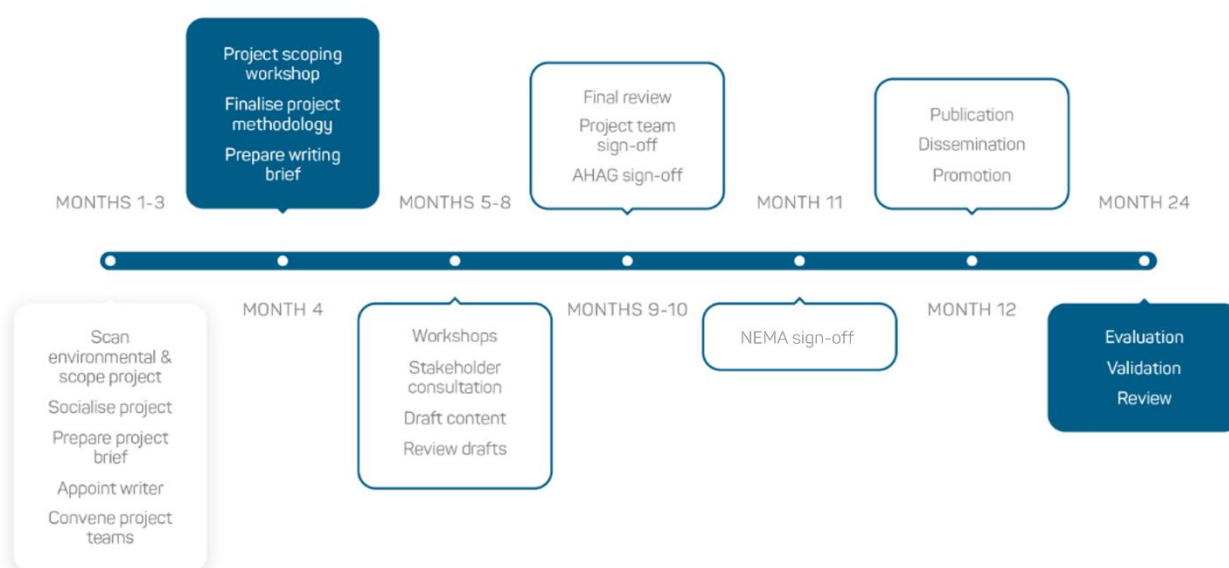 MONTHS 1-3
Scan
environmental &
scope project
Socialise project
Prepare project
brief
Appoint writer
Convene project
teams
Project scoping
workshop
Finalise project
methodology
Prepare writing
brief
MONTH 4
MONTHS 5-8
Workshops
Stakeholder
consultation
Draft content
Review drafts
Final review
Project team
sign-off
AHAG sign-off
MONTHS 9-10
MONTH 11
NEMA sign-off
Publication
Dissemination
Promotion
MONTH 12
MONTH 24
Evaluation
Validation
Review